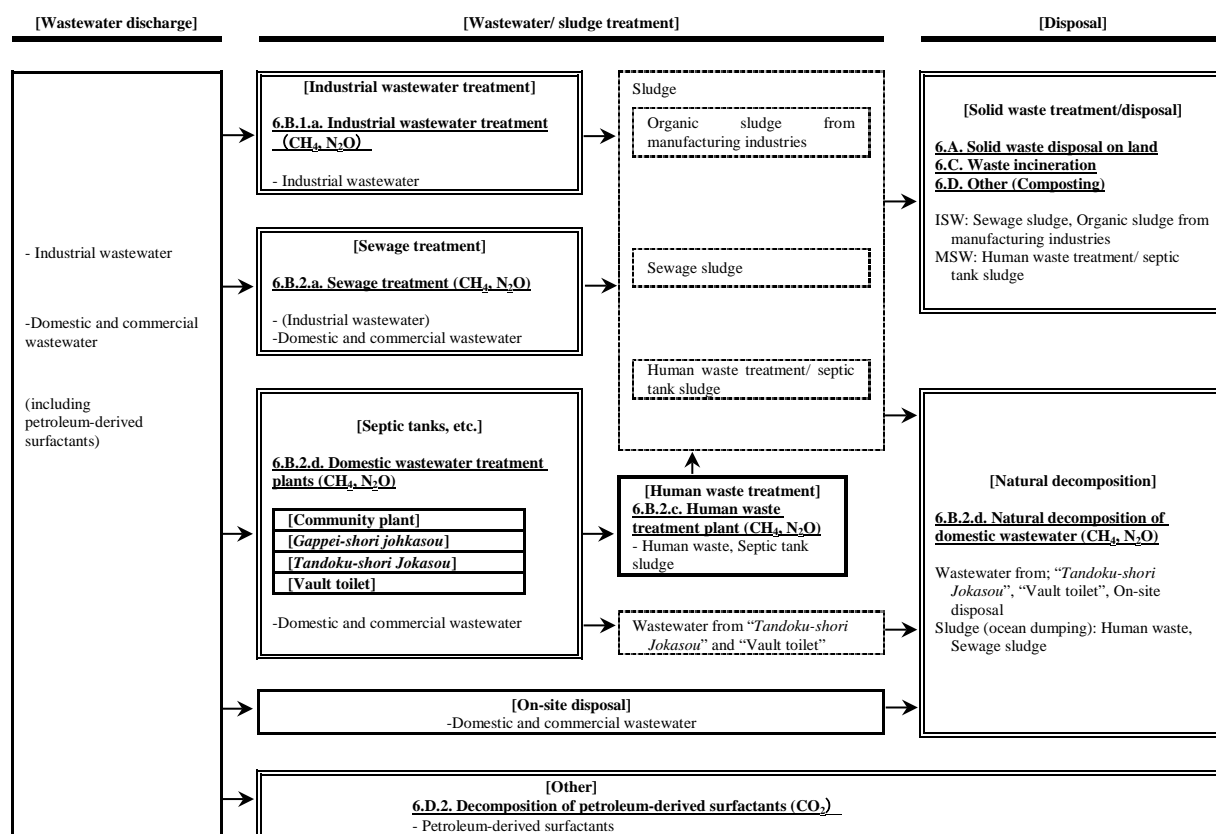 [Wastewater discharge]
[Wastewater/ sludge treatment]
[Disposal]
- Industrial wastewater
-Domestic and commercial
wastewater
(including
petroleum-derived
surfactants)
[Industrial wastewater treatment]
6.B.1.a. Industrial wastewater treatment
（CH₄, N₂O）
- Industrial wastewater
[Sewage treatment]
6.B.2.a. Sewage treatment (CH₄, N₂O)
- (Industrial wastewater)
-Domestic and commercial wastewater
[Septic tanks, etc.]
6.B.2.d. Domestic wastewater treatment
plants (CH₄, N₂O)
[Community plant]
[Gappei-shori johkasou]
[Tandoku-shori Jokasou]
[Vault toilet]
-Domestic and commercial wastewater
Sludge
Organic sludge from
manufacturing industries
Sewage sludge
Human waste treatment/ septic
tank sludge
[Human waste treatment]
6.B.2.c. Human waste
treatment plant (CH₄, N₂O)
- Human waste, Septic tank
sludge
Wastewater from “Tandoku-shori
Jokasou” and “Vault toilet”
[Solid waste treatment/disposal]
6.A. Solid waste disposal on land
6.C. Waste incineration
6.D. Other (Composting)
ISW: Sewage sludge, Organic sludge from
manufacturing industries
MSW: Human waste treatment/ septic
tank sludge
[Natural decomposition]
6.B.2.d. Natural decomposition of
domestic wastewater (CH₄, N₂O)
Wastewater from; “Tandoku-shori
Jokasou”, “Vault toilet”, On-site
disposal
Sludge (ocean dumping): Human waste,
Sewage sludge
[On-site disposal]
-Domestic and commercial wastewater
[Other]
6.D.2. Decomposition of petroleum-derived surfactants (CO₂）
- Petroleum-derived surfactants